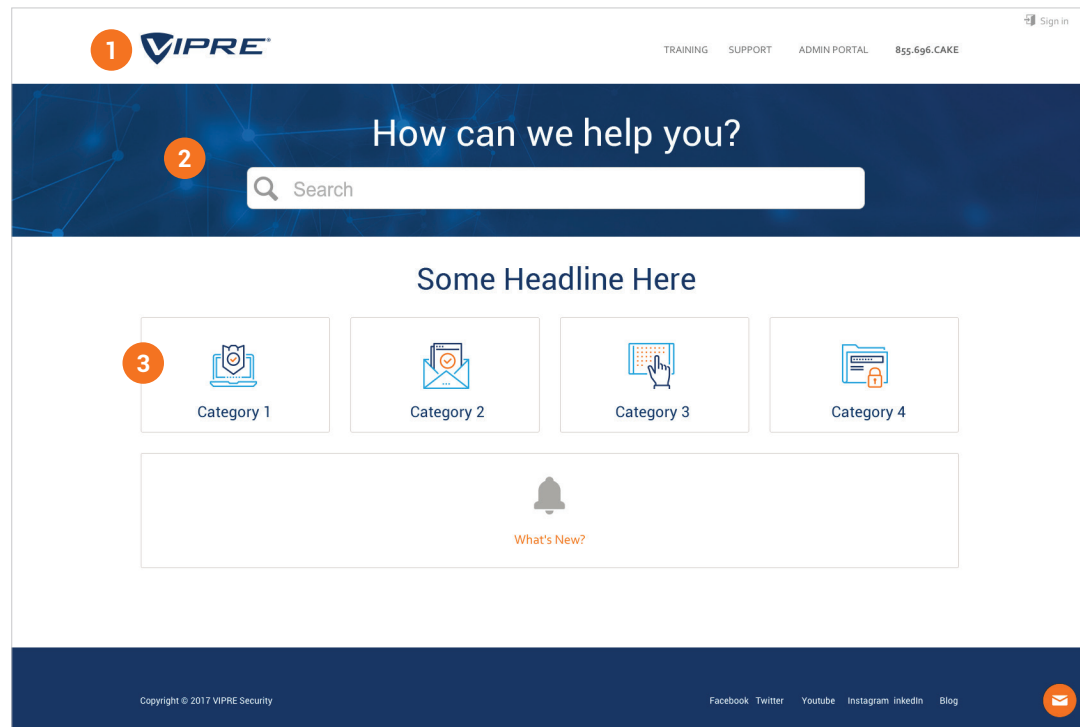 Sign in
1
VIPRE®
TRAINING SUPPORT ADMIN PORTAL 855.696.CAKE
How can we help you?
2
Search
Some Headline Here
3
Category 1 Category 2 Category 3 Category 4
What's New?
Copyright © 2017 VIPRE Security
Facebook Twitter Youtube Instagram inkedIn Blog